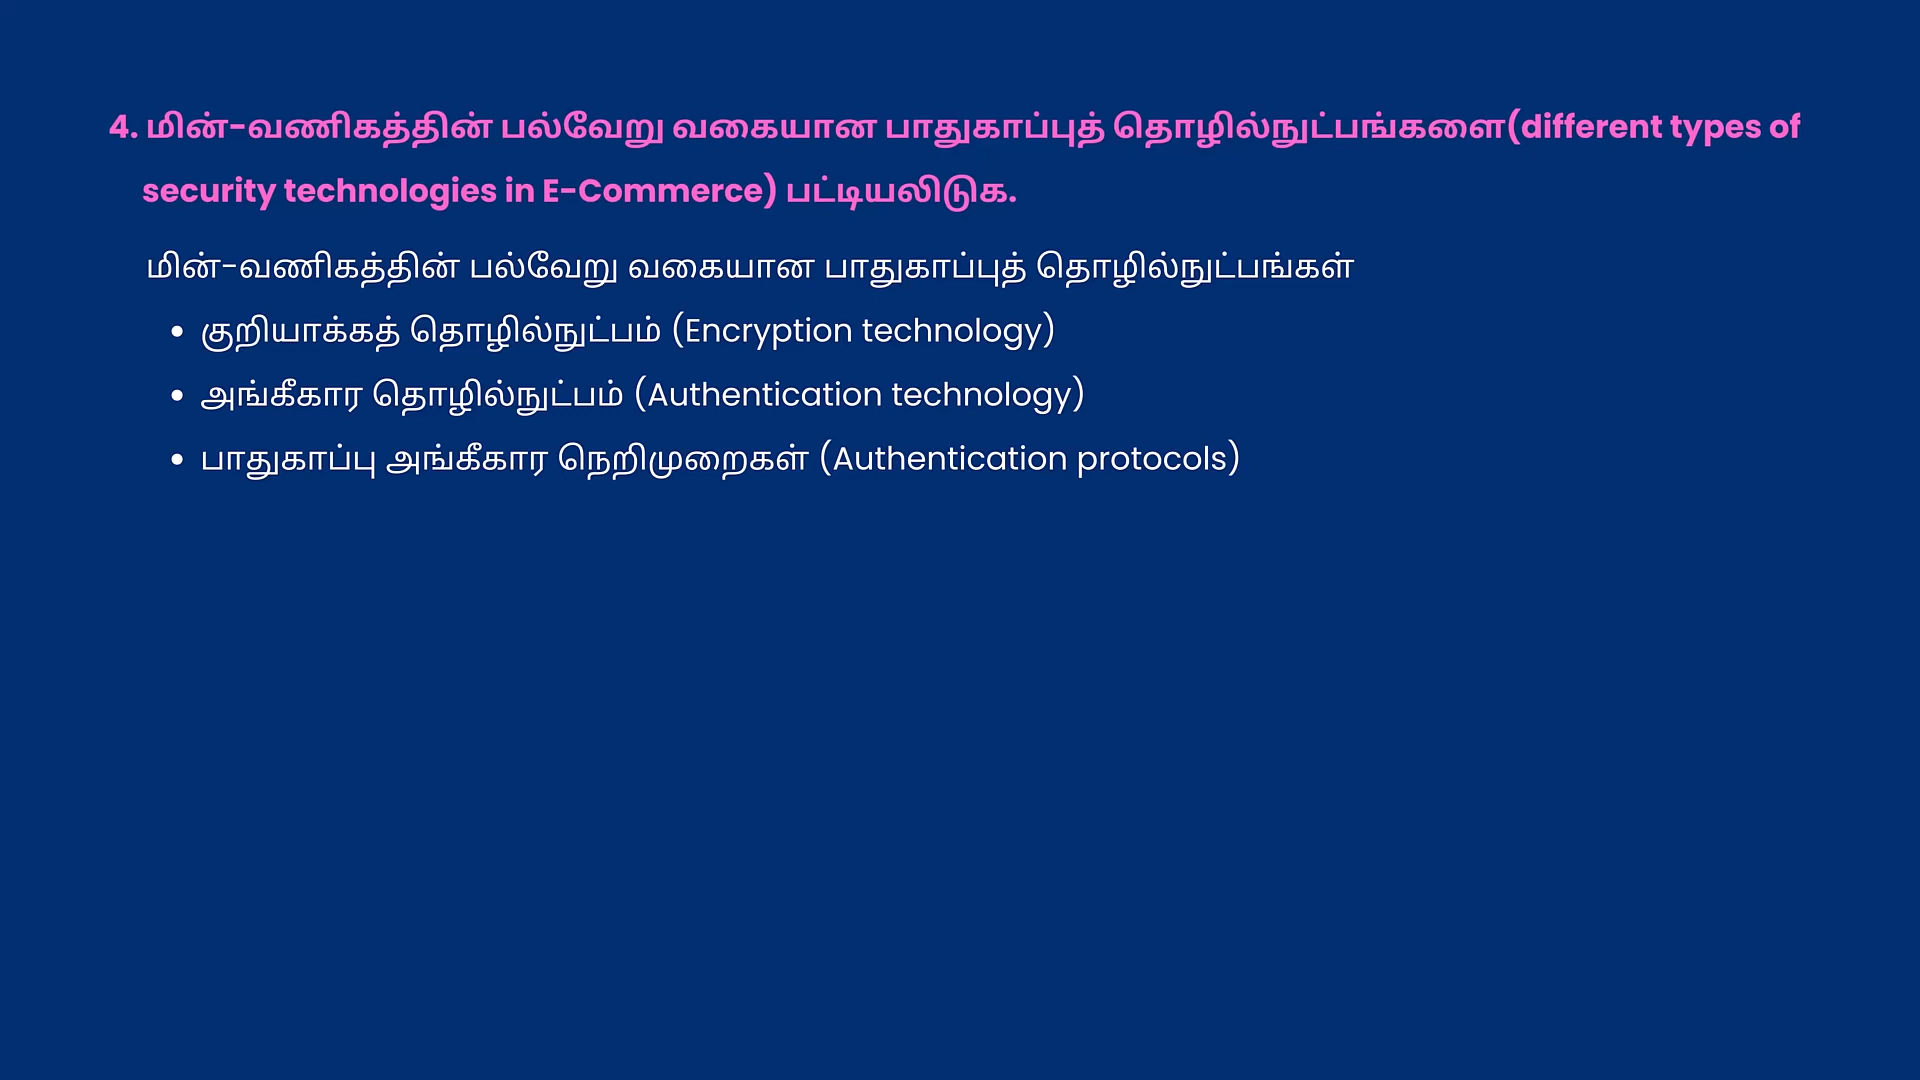 4. மின்-வணிகத்தின் பல்வேறு வகையான பாதுகாப்புத் தொழில்நுட்பங்களை(different types of
security technologies in E-Commerce) பட்டியலிடுக.
மின்-வணிகத்தின் பல்வேறு வகையான பாதுகாப்புத் தொழில்நுட்பங்கள்
• குறியாக்கத் தொழில்நுட்பம் (Encryption technology)
• அங்கீகார தொழில்நுட்பம் (Authentication technology)
• பாதுகாப்பு அங்கீகார நெறிமுறைகள் (Authentication protocols)